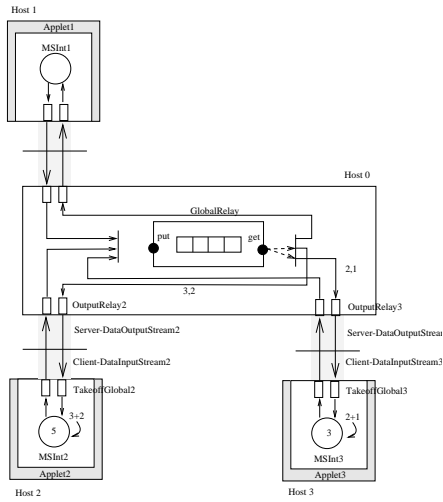 Host 1
Applet1
MSInt1
Host 0
GlobalRelay
put
get
2,1
3,2
OutputRelay2
OutputRelay3
Server-DataOutputStream2
Server-DataOutputStream
Client-DataInputStream2
Client-DataInputStream3
TakeoffGlobal2
TakeoffGlobal3
3+2
2+1
5
3
MSInt2
MSInt3
Applet2
Applet3
Host 2
Host 3